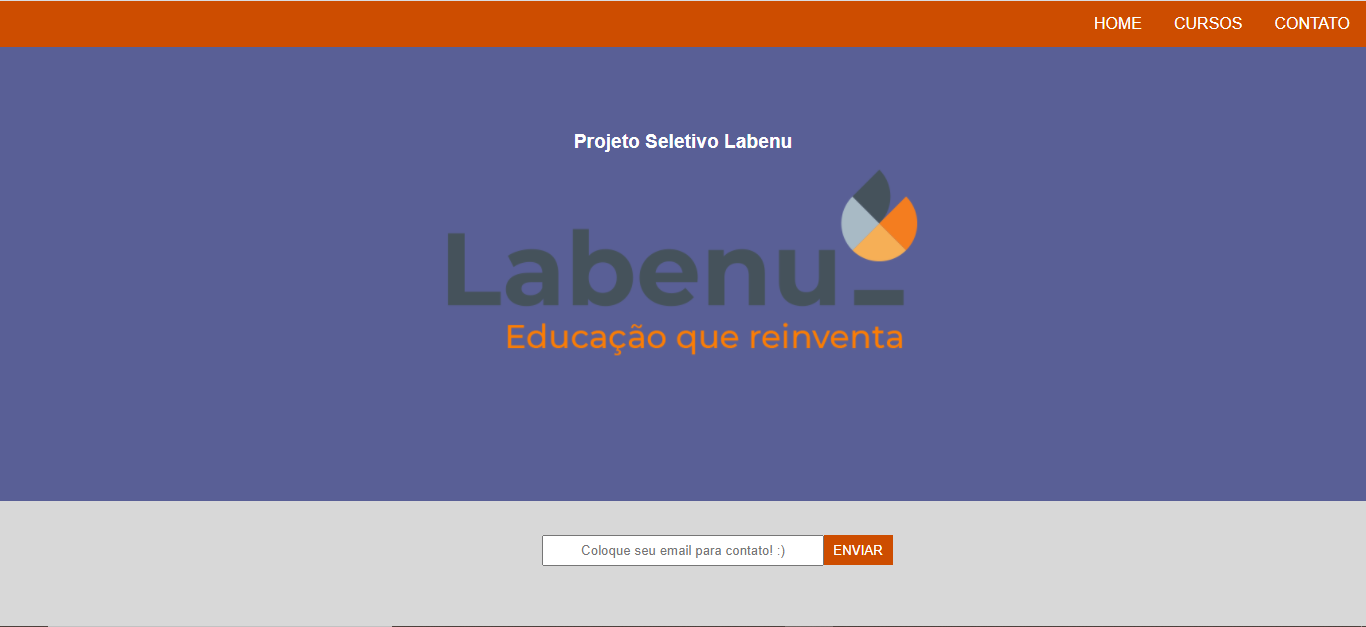 HOME CURSOS CONTATO
Projeto Seletivo Labenu
Labenu_
Educação que reinventa
Coloque seu email para contato! :) ENVIAR